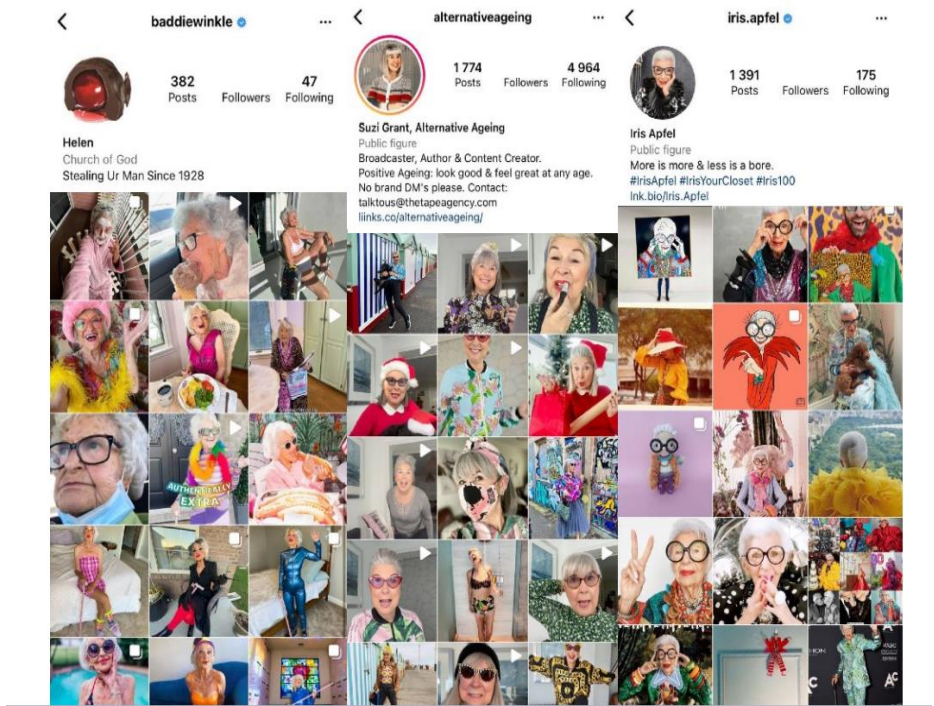 baddiewinkle
382
47
Posts
Followers
Following
Helen
Church of God
Stealing Ur Man Since 1928
AUTHENTICALLY
EXTRA
alternativeageing
1 774
4 964
Posts
Followers
Following
Suzi Grant, Alternative Ageing
Public figure
Broadcaster, Author & Content Creator.
Positive Ageing: look good & feel great at any age.
No brand DM's please. Contact:
talktous@thetapeagency.com
liinks.co/alternativeageing/
iris.apfel
1 391
175
Posts
Followers
Following
Iris Apfel
Public figure
More is more & less is a bore.
#IrisApfel #IrisYourCloset #Iris100
lnk.bio/Iris.Apfel